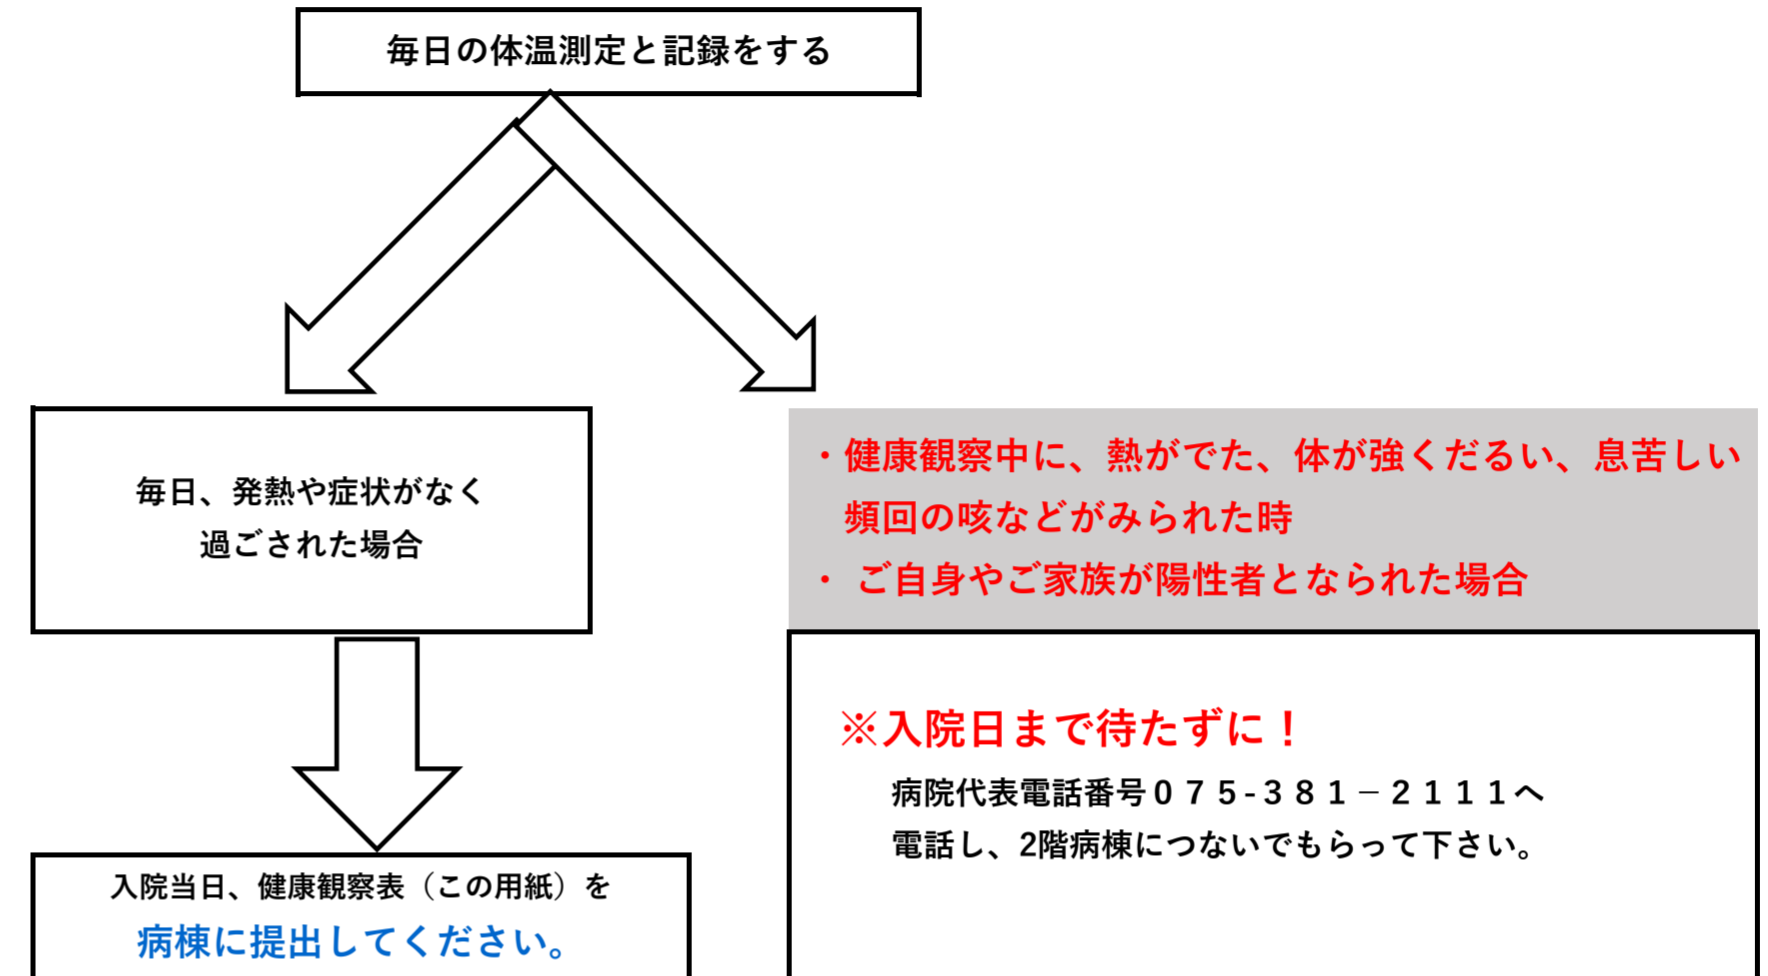 毎日の体温測定と記録をする
毎日、発熱や症状がなく
過ごされた場合
・健康観察中に、熱がでた、体が強くだるい、息苦しい
頻回の咳などがみられた時
・ ご自身やご家族が陽性者となられた場合
※入院日まで待たずに！
病院代表電話番号０７５-３８１－２１１１へ
電話し、2階病棟につないでもらって下さい。
入院当日、健康観察表（この用紙）を
病棟に提出してください。